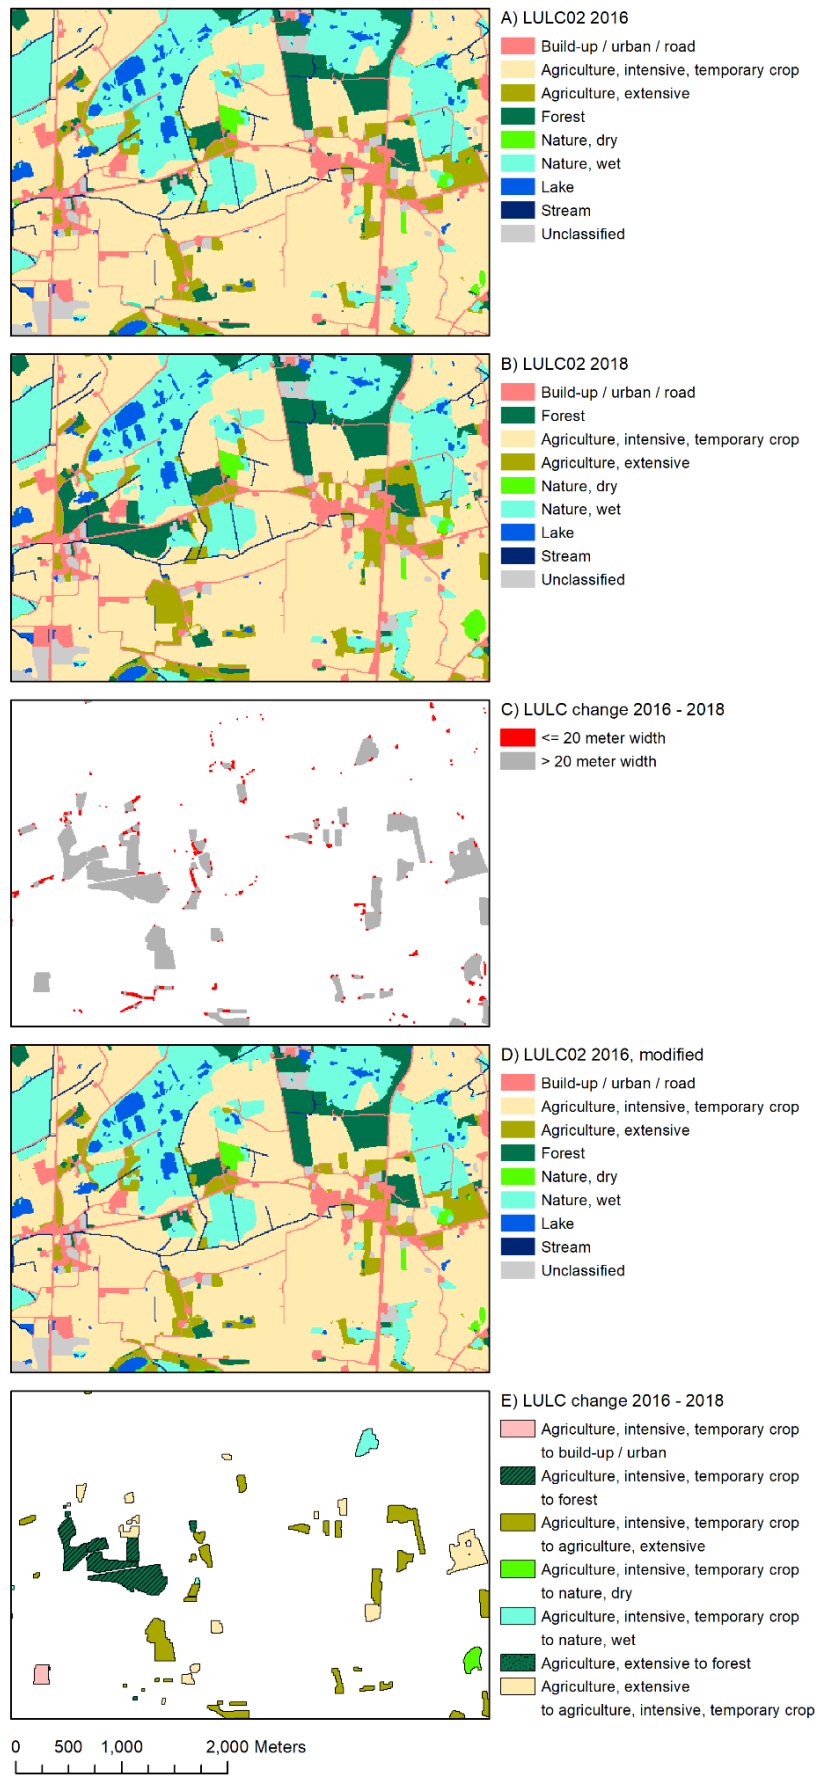 A) LULC02 2016
Build-up / urban / road
Agriculture, intensive, temporary crop
Agriculture, extensive
Forest
Nature, dry
Nature, wet
Lake
Stream
Unclassified
B) LULC02 2018
Build-up / urban / road
Forest
Agriculture, intensive, temporary crop
Agriculture, extensive
Nature, dry
Nature, wet
Lake
Stream
Unclassified
C) LULC change 2016 - 2018
<= 20 meter width
> 20 meter width
D) LULC02 2016, modified
Build-up / urban / road
Agriculture, intensive, temporary crop
Agriculture, extensive
Forest
Nature, dry
Nature, wet
Lake
Stream
Unclassified
E) LULC change 2016 - 2018
Agriculture, intensive, temporary crop
to build-up / urban
Agriculture, intensive, temporary crop
to forest
Agriculture, intensive, temporary crop
to agriculture, extensive
Agriculture, intensive, temporary crop
to nature, dry
Agriculture, intensive, temporary crop
to nature, wet
Agriculture, extensive to forest
Agriculture, extensive
to agriculture, intensive, temporary crop
0 500 1,000 2,000 Meters